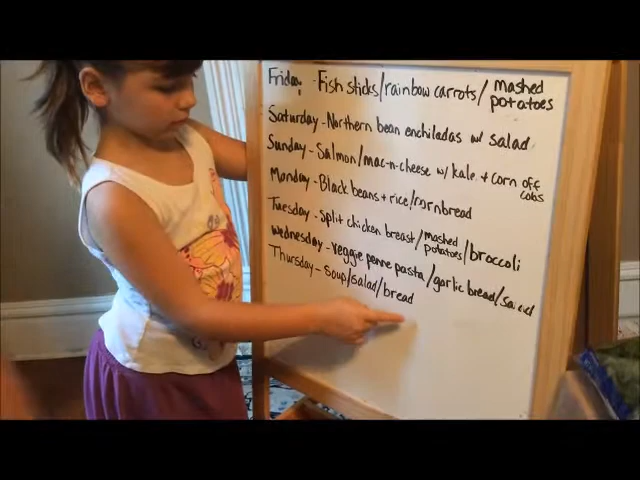 Friday - Fish sticks/rainbow carrots/mashed potatoes
Saturday - Northern bean enchiladas w/ salad
Sunday - Salmon/mac-n-cheese w/ kale + corn off cobs
Monday - Black beans + rice/cornbread
Tuesday - Split chicken breast/mashed potatoes/broccoli
Wednesday - veggie penne pasta/garlic bread/salad
Thursday - Soup/salad/bread